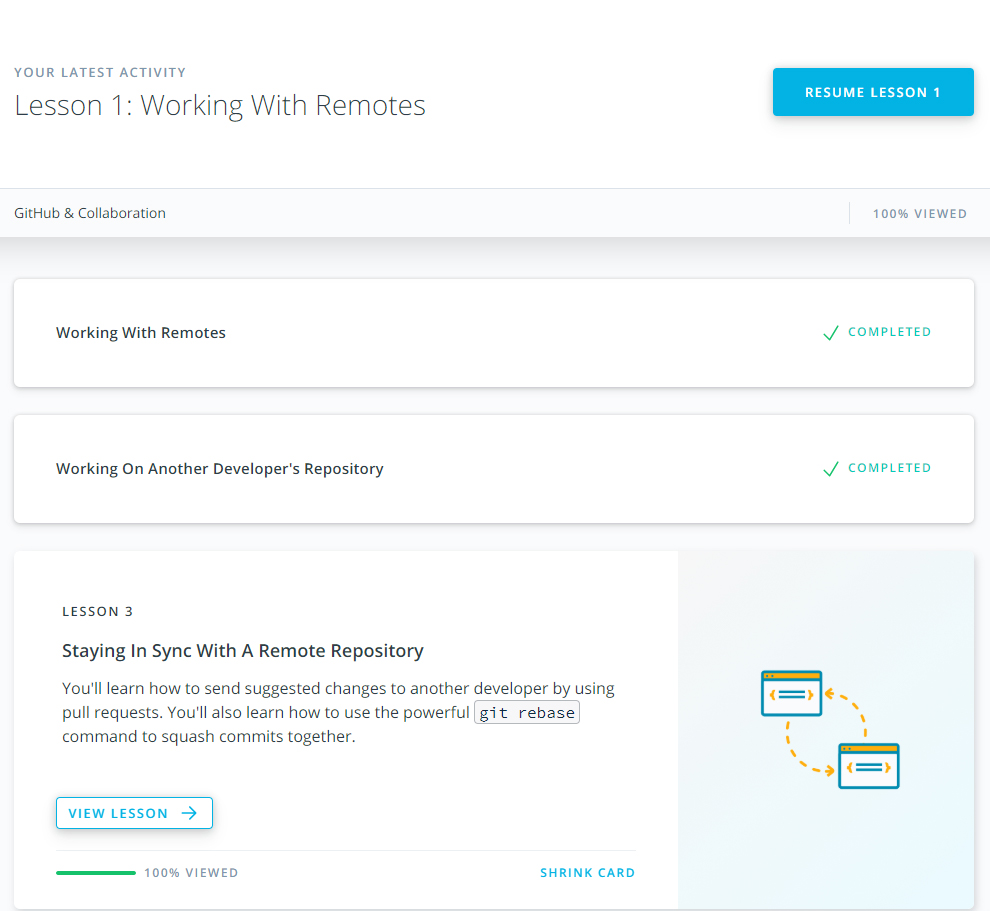 YOUR LATEST ACTIVITY
Lesson 1: Working With Remotes
RESUME LESSON 1
GitHub & Collaboration
100% VIEWED
Working With Remotes
COMPLETED
Working On Another Developer's Repository
COMPLETED
LESSON 3
Staying In Sync With A Remote Repository
You'll learn how to send suggested changes to another developer by using
pull requests. You'll also learn how to use the powerful git rebase
command to squash commits together.
VIEW LESSON
100% VIEWED
SHRINK CARD